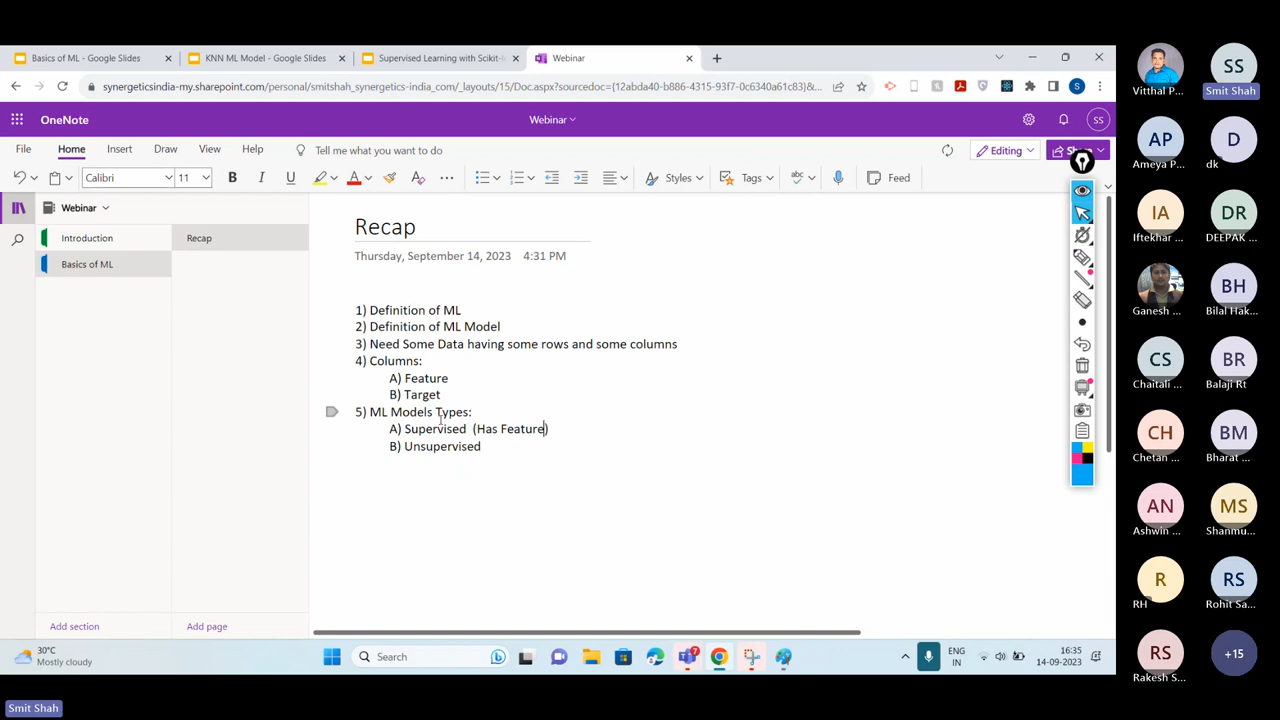 Basics of ML - Google Slides
KNN ML Model - Google Slides
Supervised Learning with Scikit-
Webinar
synergeticsindia-my.sharepoint.com/personal/smitshah_synergetics-india_com/_layouts/15/Doc.aspx?sourcedoc={12abda40-b886-4315-93f7-0c6340a61c83}&...
S
OneNote
Webinar
SS
File
Home
Insert
Draw
View
Help
Tell me what you want to do
Editing
Calibri
11
B
I
U
A
Styles
Tags
abc
Feed
Webinar
Introduction
Basics of ML
Recap
Add section
Add page
Recap
Thursday, September 14, 2023 4:31 PM
1) Definition of ML
2) Definition of ML Model
3) Need Some Data having some rows and some columns
4) Columns:
A) Feature
B) Target
5) ML Models Types:
A) Supervised (Has Feature)
B) Unsupervised
30°C
Mostly cloudy
Search
7
ENG
IN
16:35
14-09-2023
Vitthal P...
SS
Smit Shah
AP
Ameya P...
D
dk
IA
Iftekhar ...
DR
DEEPAK ...
Ganesh ...
BH
Bilal Hak...
CS
Chaitali ...
BR
Balaji Rt
CH
Chetan ...
BM
Bharat ...
AN
Ashwin ...
MS
Shanmu...
R
RH
RS
Rohit Sa...
RS
Rakesh S...
+15
Smit Shah